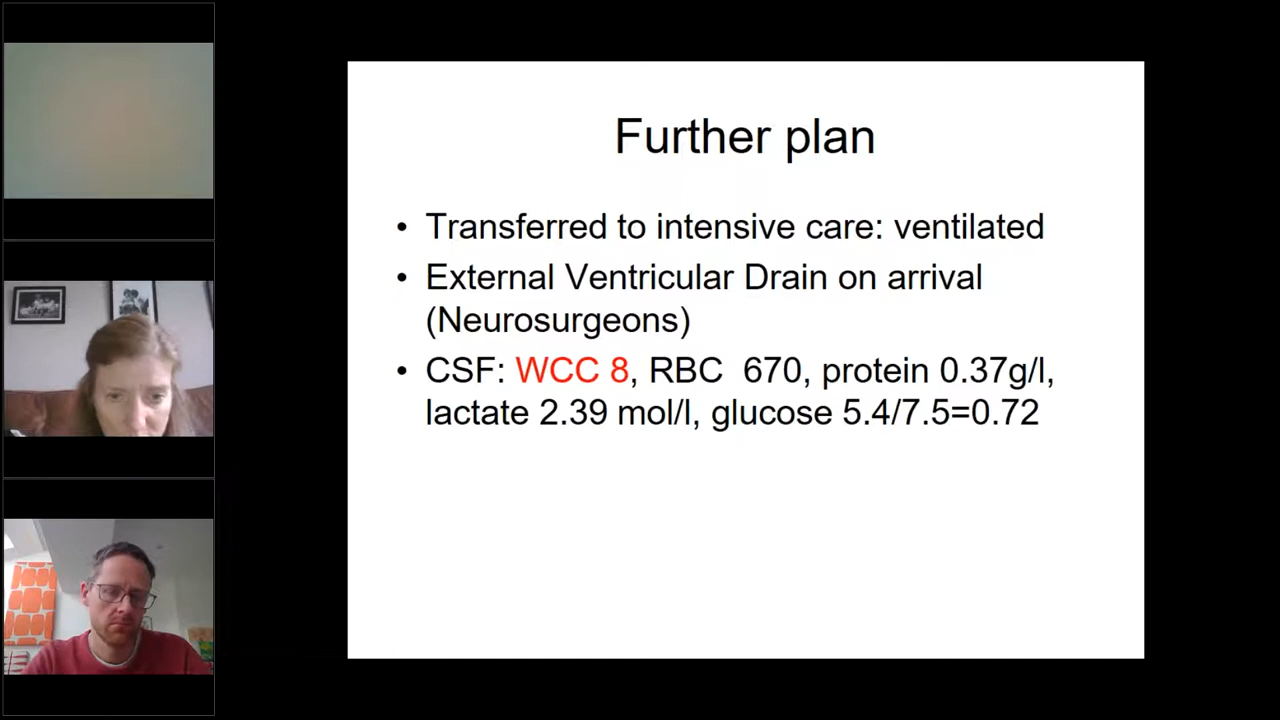 Further plan
• Transferred to intensive care: ventilated
• External Ventricular Drain on arrival
(Neurosurgeons)
• CSF: WCC 8, RBC  670, protein 0.37g/l,
lactate 2.39 mol/l, glucose 5.4/7.5=0.72